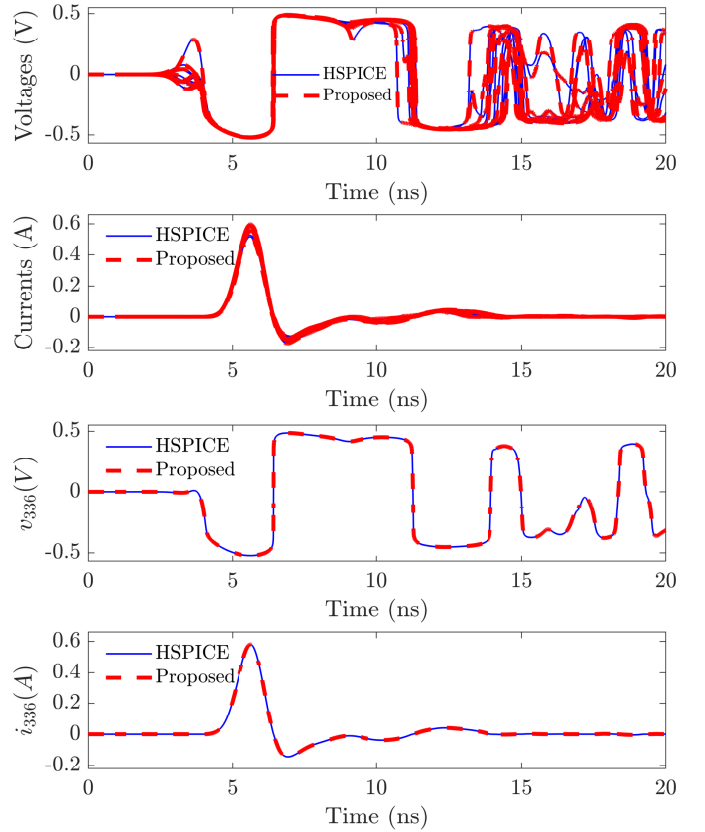 0.5
0
-0.5
Voltages (V)
HSPICE
Proposed
0 5 10 15 20
Time (ns)
0.6
0.4
0.2
0
-0.2
Currents (A)
HSPICE
Proposed
0 5 10 15 20
Time (ns)
0.5
0
-0.5
v336(V)
HSPICE
Proposed
0 5 10 15 20
Time (ns)
0.6
0.4
0.2
0
-0.2
i336(A)
HSPICE
Proposed
0 5 10 15 20
Time (ns)